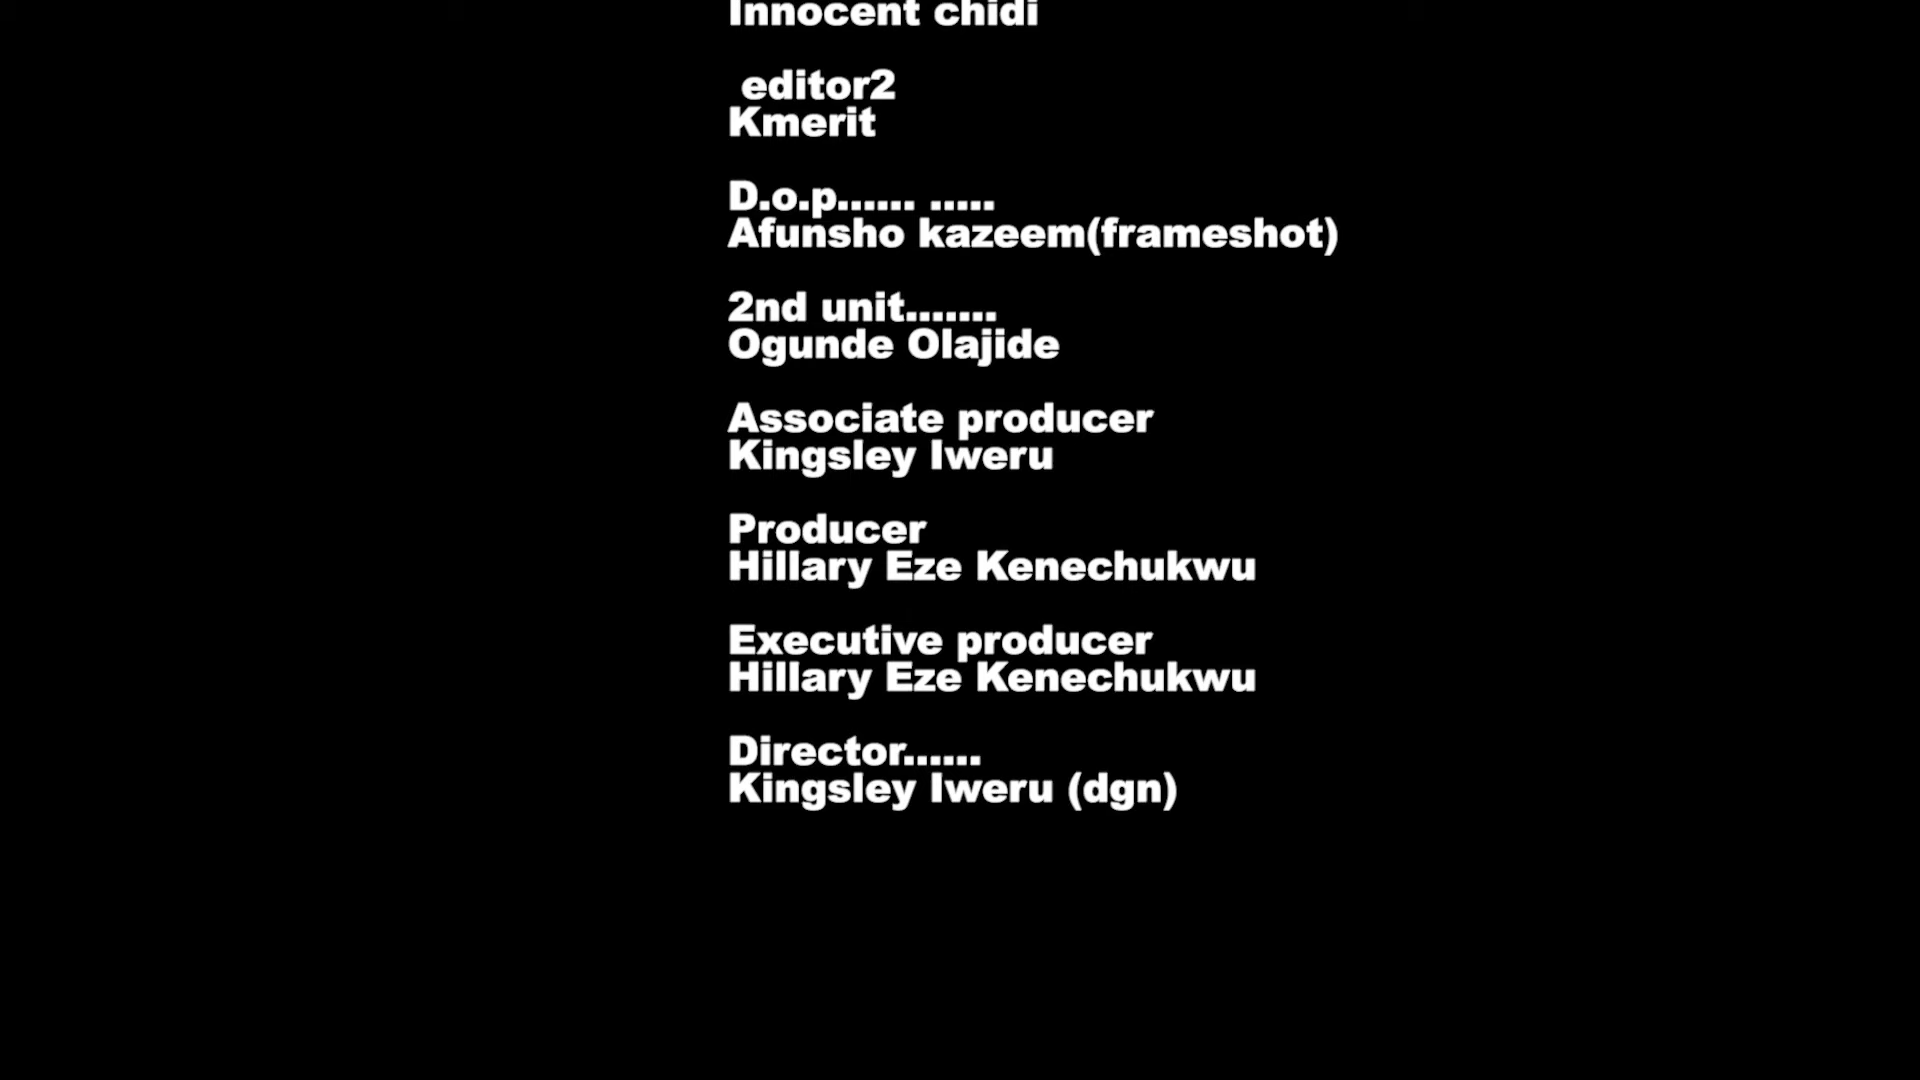 Innocent chidi
editor2
Kmerit
D.o.p...... .....
Afunsho kazeem(frameshot)
2nd unit.......
Ogunde Olajide
Associate producer
Kingsley Iweru
Producer
Hillary Eze Kenechukwu
Executive producer
Hillary Eze Kenechukwu
Director......
Kingsley Iweru (dgn)